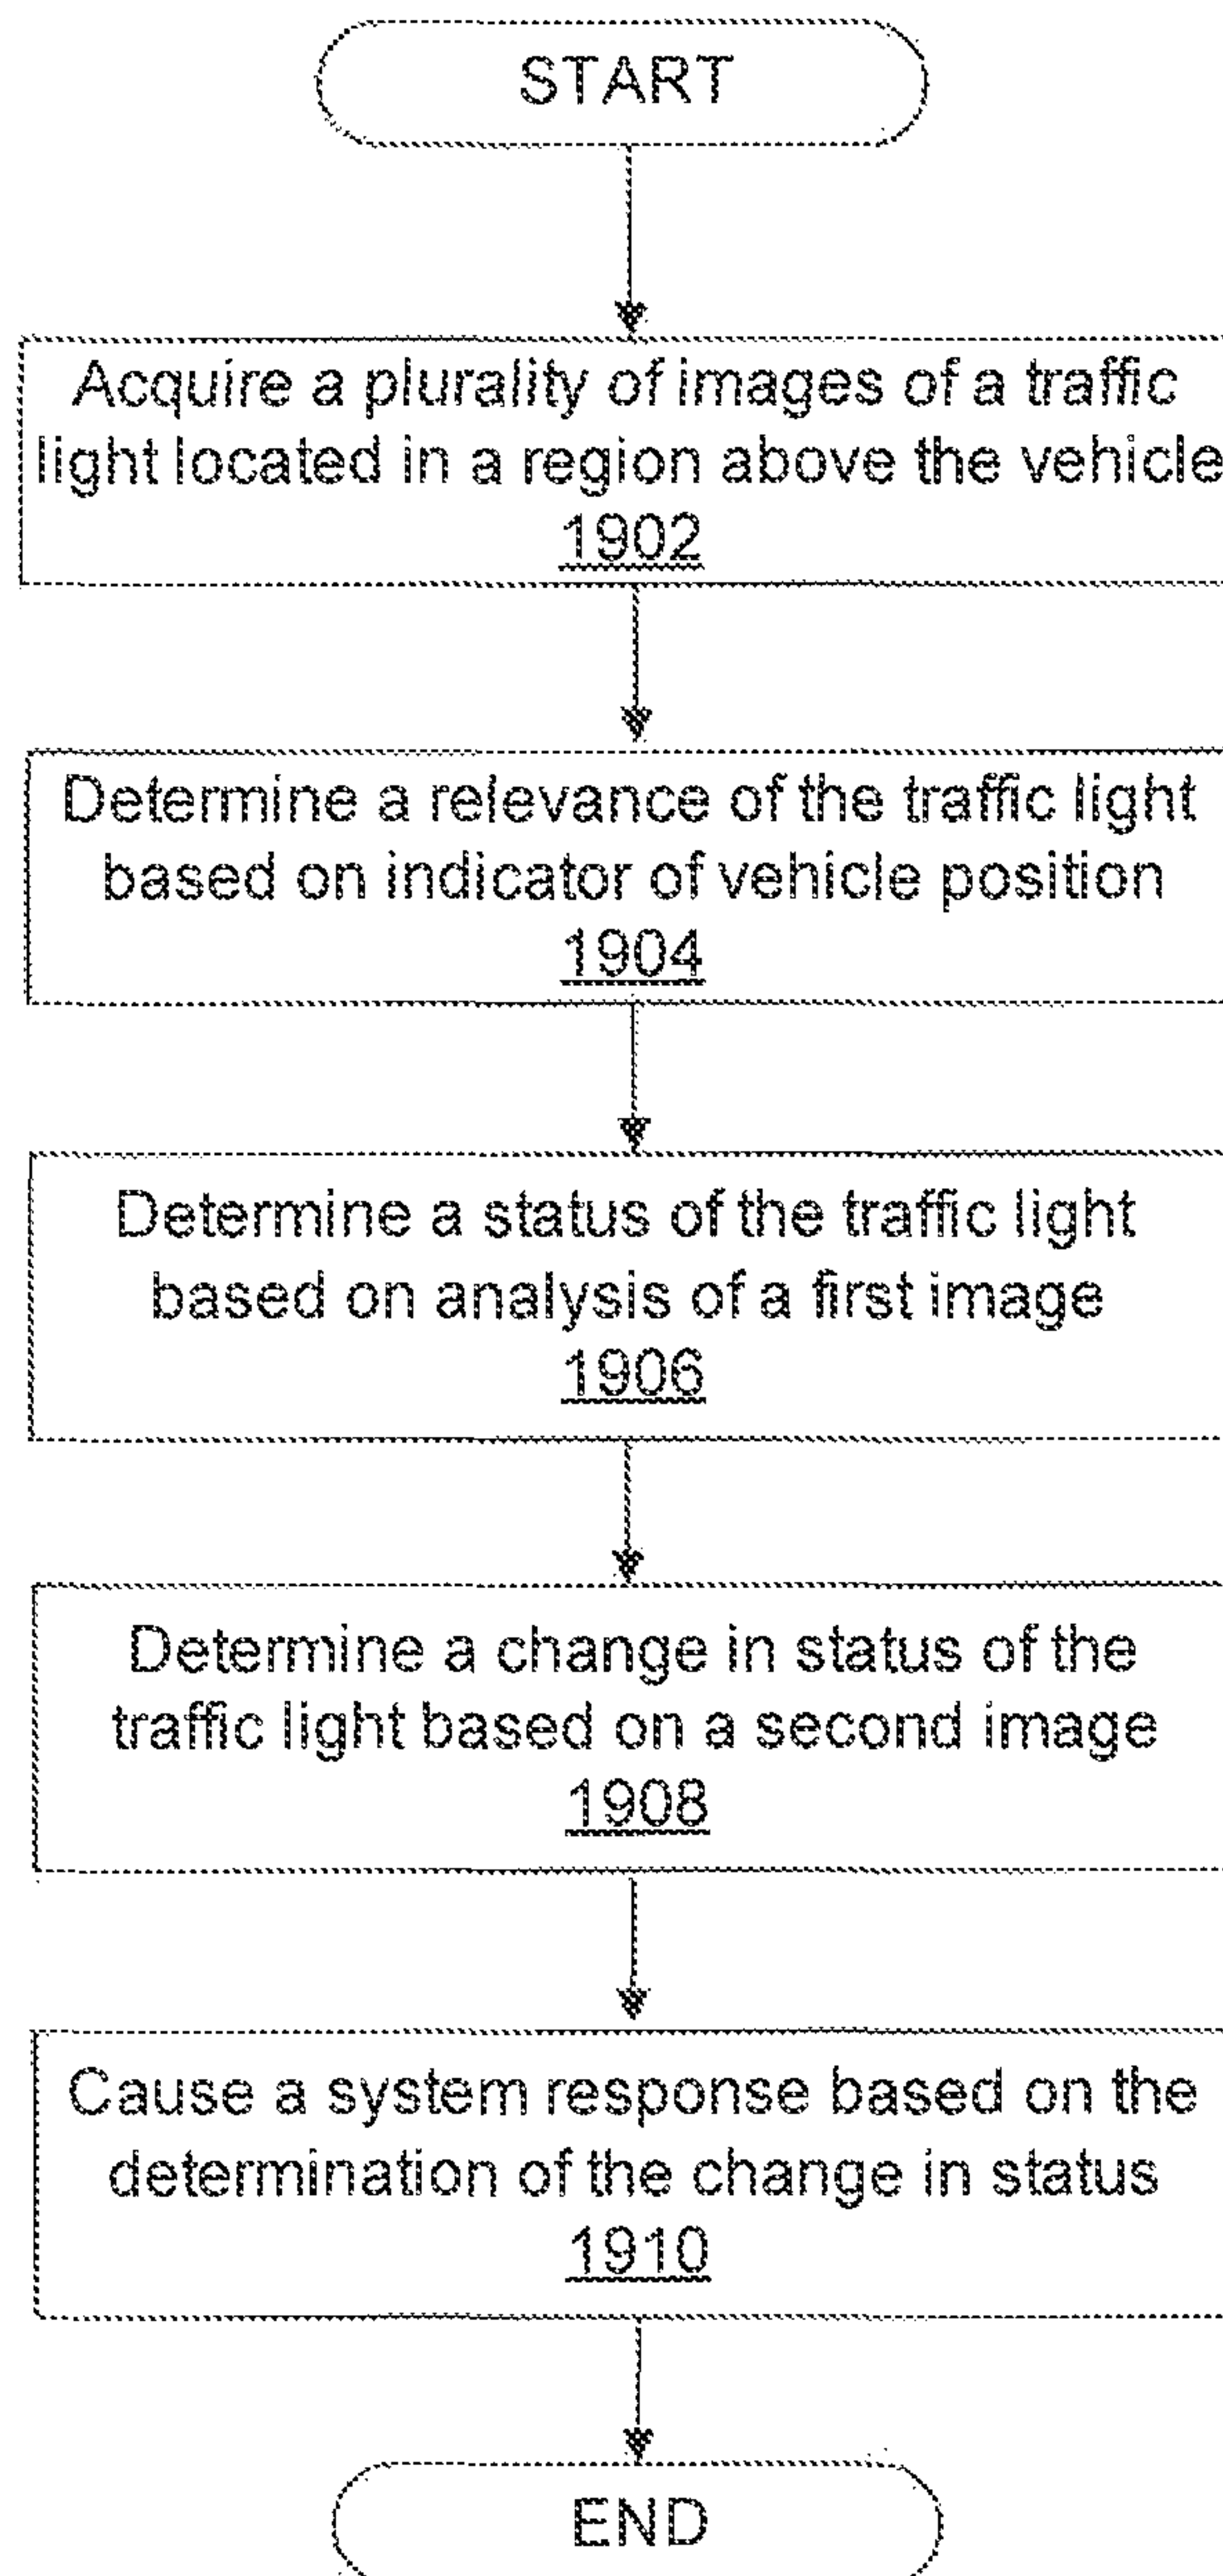 START
Acquire a plurality of images of a traffic
light located in a region above the vehicle
1902
Determine a relevance of the traffic light
based on indicator of vehicle position
1904
Determine a status of the traffic light
based on analysis of a first image
1906
Determine a change in status of the
traffic light based on a second image
1908
Cause a system response based on the
determination of the change in status
1910
END